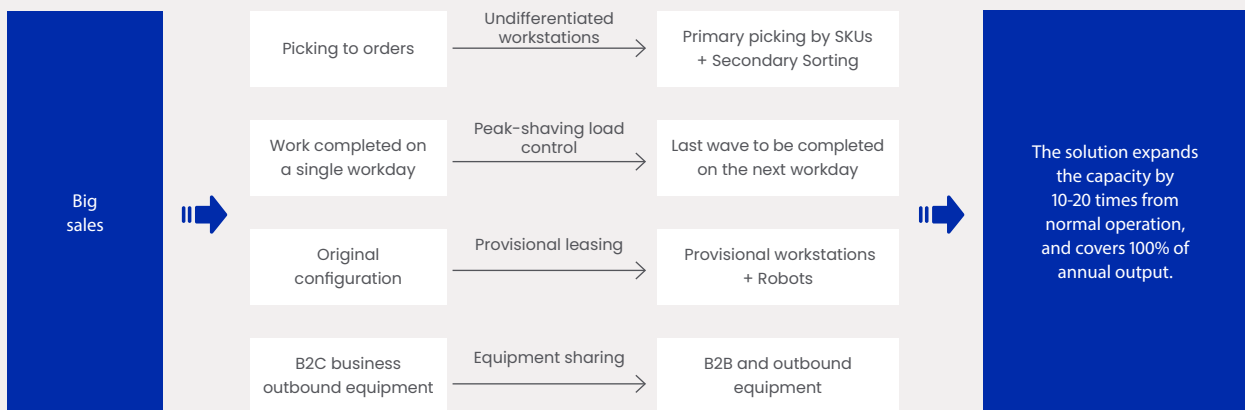 Big
sales
Picking to orders
Undifferentiated
workstations
Primary picking by SKUs
+ Secondary Sorting
Work completed on
a single workday
Peak-shaving load
control
Last wave to be completed
on the next workday
Original
configuration
Provisional leasing
Provisional workstations
+ Robots
B2C business
outbound equipment
Equipment sharing
B2B and outbound
equipment
The solution expands
the capacity by
10-20 times from
normal operation,
and covers 100% of
annual output.